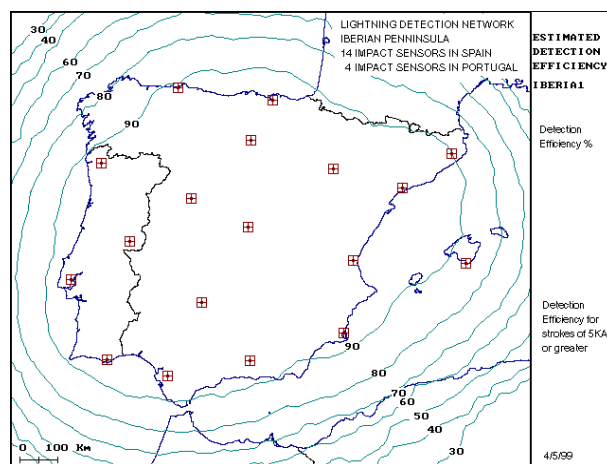 LIGHTNING DETECTION NETWORK
IBERIAN PENNINSULA
14 IMPACT SENSORS IN SPAIN
4 IMPACT SENSORS IN PORTUGAL
ESTIMATED
DETECTION
EFFICIENCY
IBERIA1
Detection
Efficiency %
Detection
Efficiency for
strokes of 5KA
or greater
4/5/99
30
40
60
70
80
90
90
80
70
60
50
40
30
0 100 Km